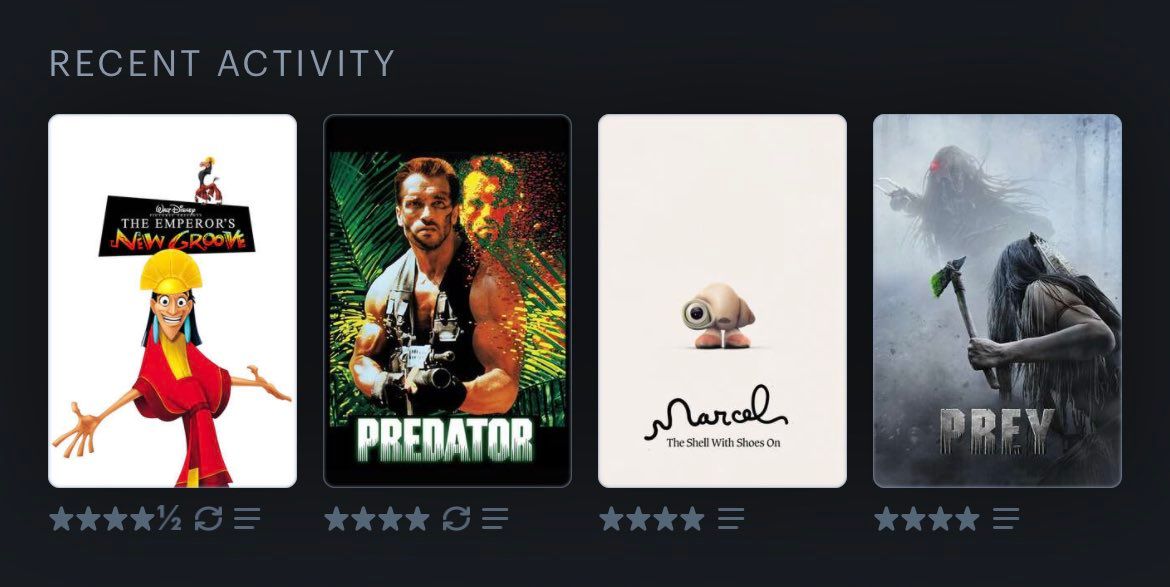 RECENT ACTIVITY
Walt Disney
PICTURES PRESENTS
THE EMPEROR'S
NEW GROOVE
PREDATOR
Marcel
The Shell With Shoes On
PREY
★★★★½
★★★★
★★★★
★★★★